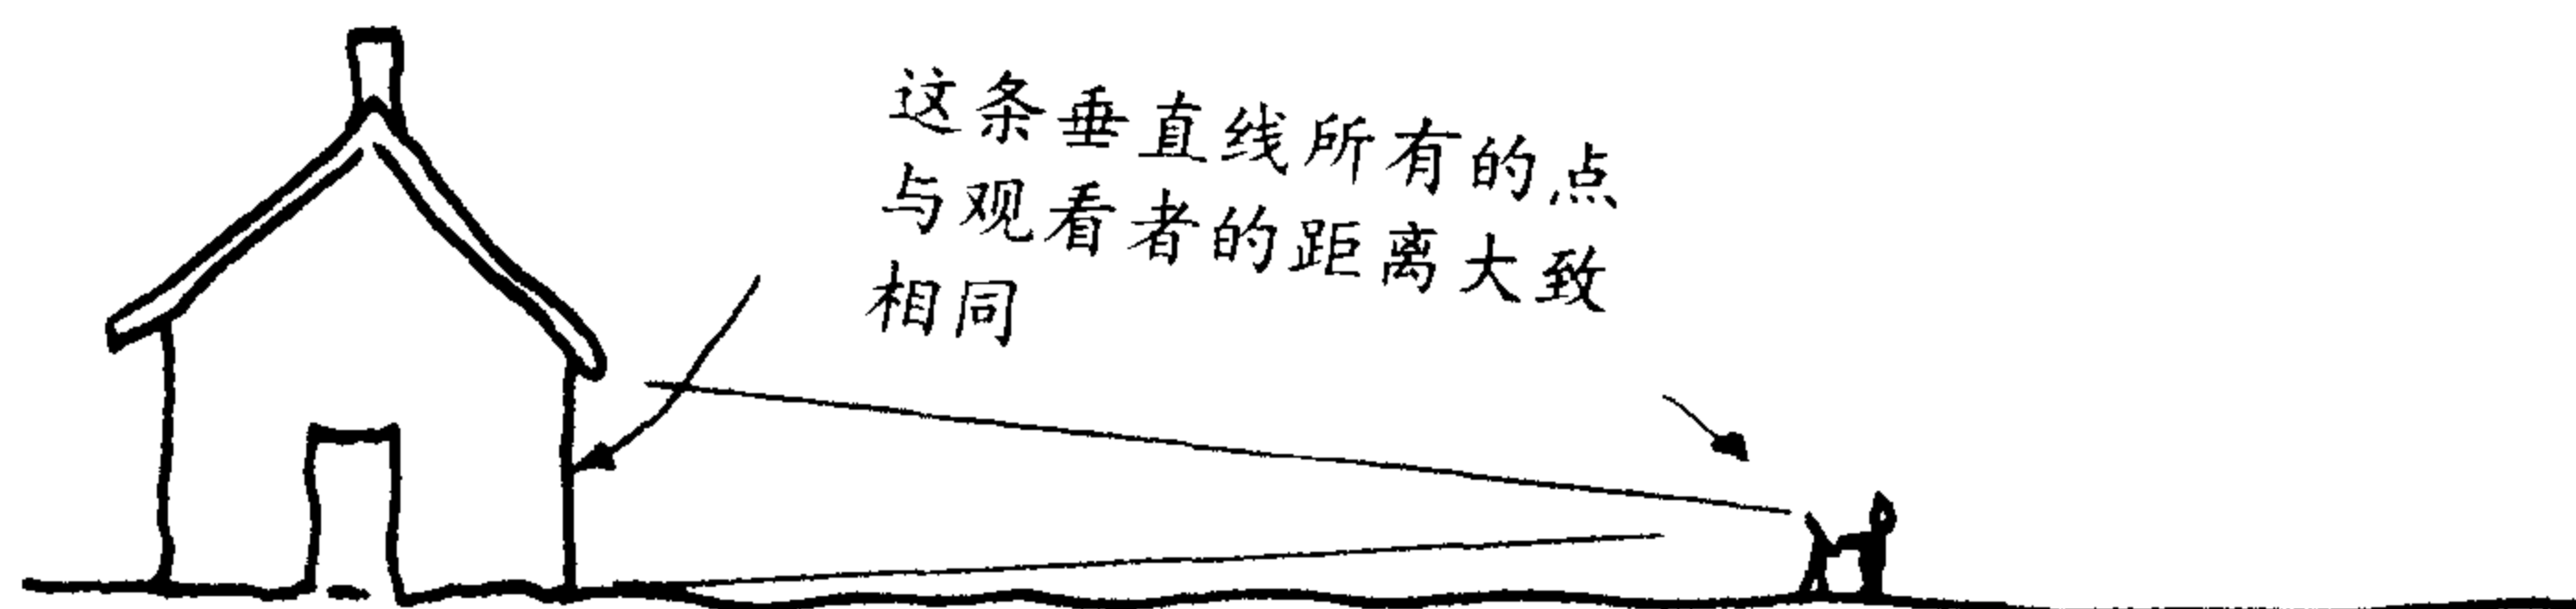 这条垂直线所有的点
与观看者的距离大致
相同